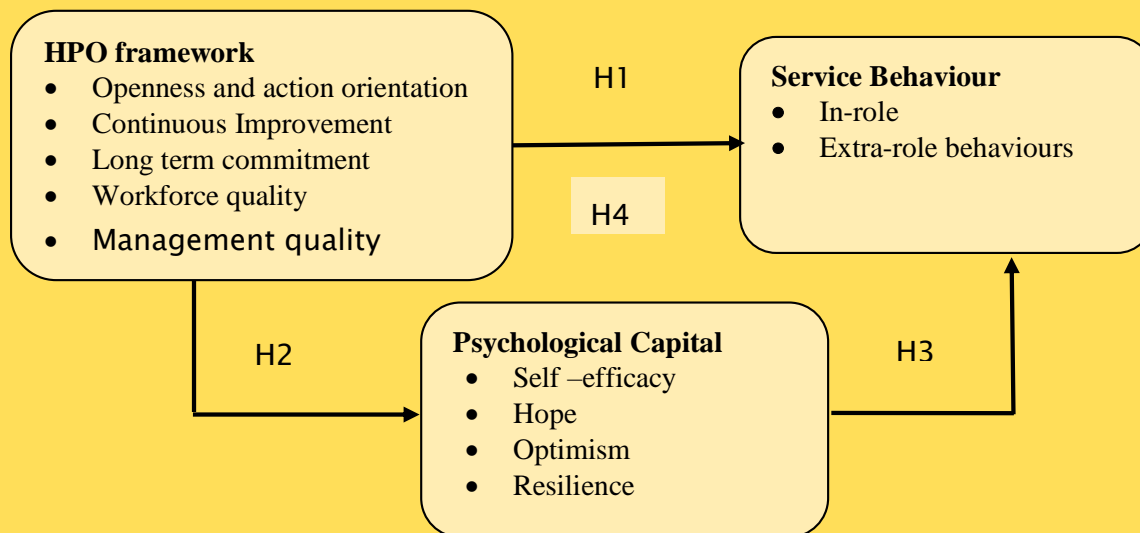 HPO framework
• Openness and action orientation
• Continuous Improvement
• Long term commitment
• Workforce quality
• Management quality
H1
H4
Service Behaviour
• In-role
• Extra-role behaviours
H2
Psychological Capital
• Self –efficacy
• Hope
• Optimism
• Resilience
H3